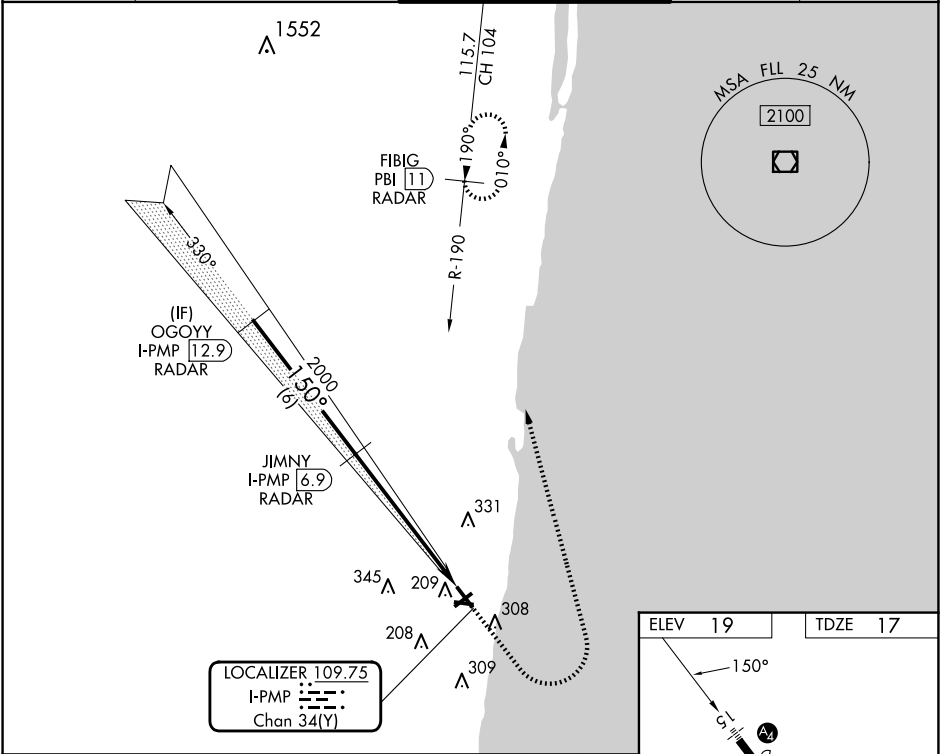 1552
115.7
CH 104
MSA FLL 25 NM
2100
190°
010°
FIBIG
PBI 11
RADAR
R-190
330°
(IF)
OGOYY
I-PMP 12.9
RADAR
2000
150°
(6)
JIMNY
I-PMP 6.9
RADAR
331
345
209
308
208
309
LOCALIZER 109.75
I-PMP
Chan 34(Y)
ELEV 19
TDZE 17
150°
15
A4